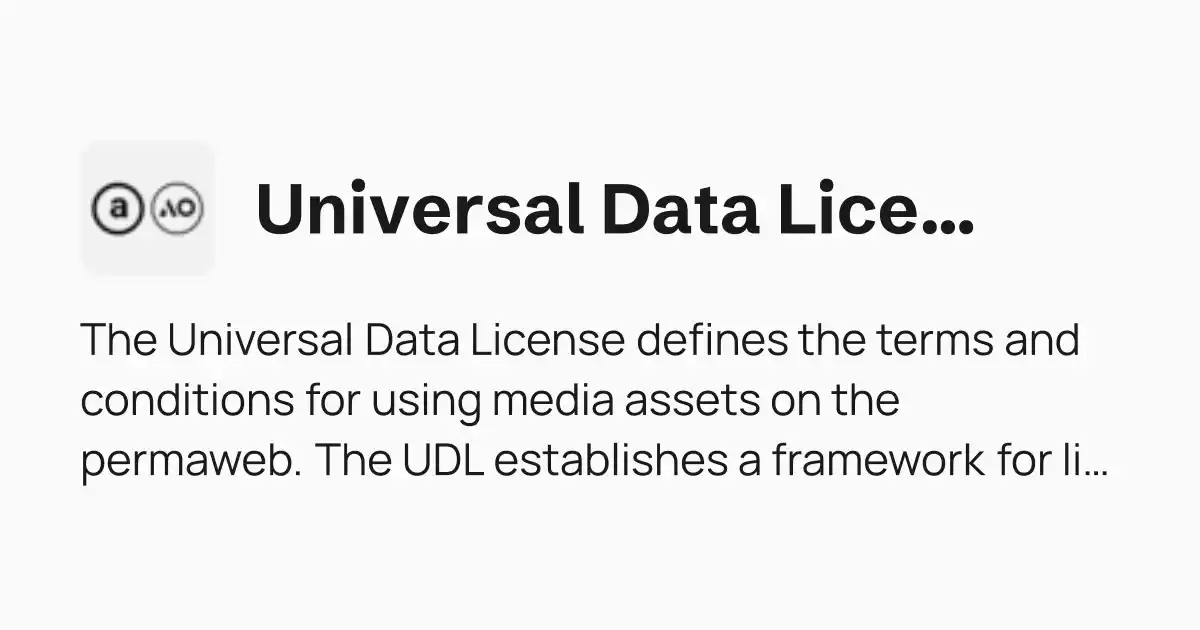 a AO
Universal Data Lice...
The Universal Data License defines the terms and
conditions for using media assets on the
permaweb. The UDL establishes a framework for li...